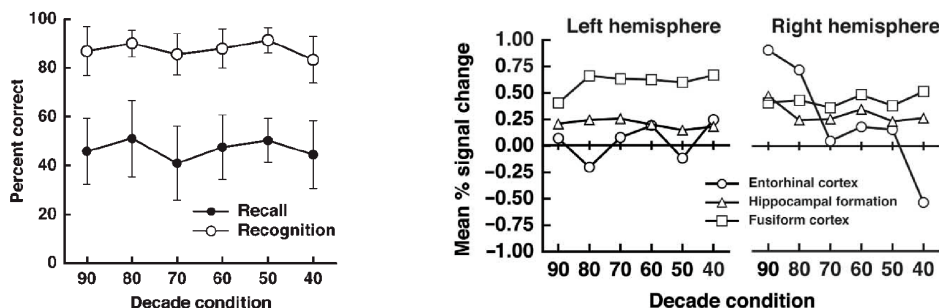 Percent correct
100
80
60
40
20
0
Recall
Recognition
90 80 70 60 50 40
Decade condition
Left hemisphere
Right hemisphere
Mean % signal change
1.00
0.75
0.50
0.25
0.00
−0.25
−0.50
−0.75
−1.00
Entorhinal cortex
Hippocampal formation
Fusiform cortex
90 80 70 60 50 40
90 80 70 60 50 40
Decade condition